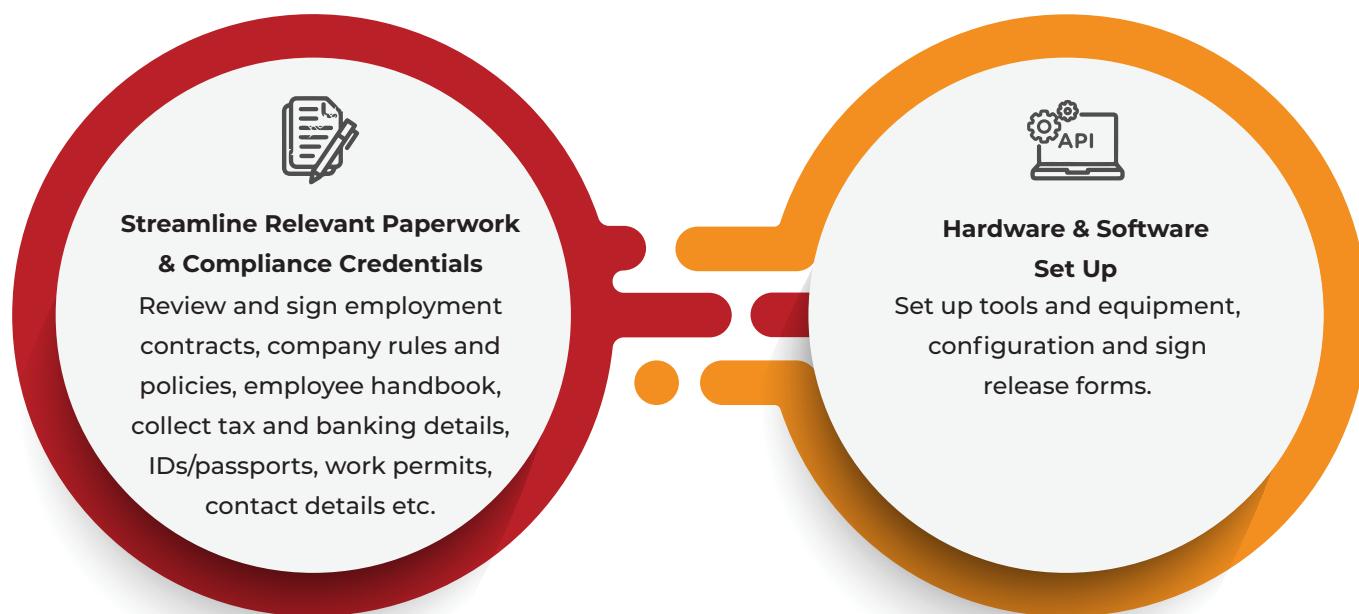 Streamline Relevant Paperwork
& Compliance Credentials
Review and sign employment
contracts, company rules and
policies, employee handbook,
collect tax and banking details,
IDs/passports, work permits,
contact details etc.
API
Hardware & Software
Set Up
Set up tools and equipment,
configuration and sign
release forms.